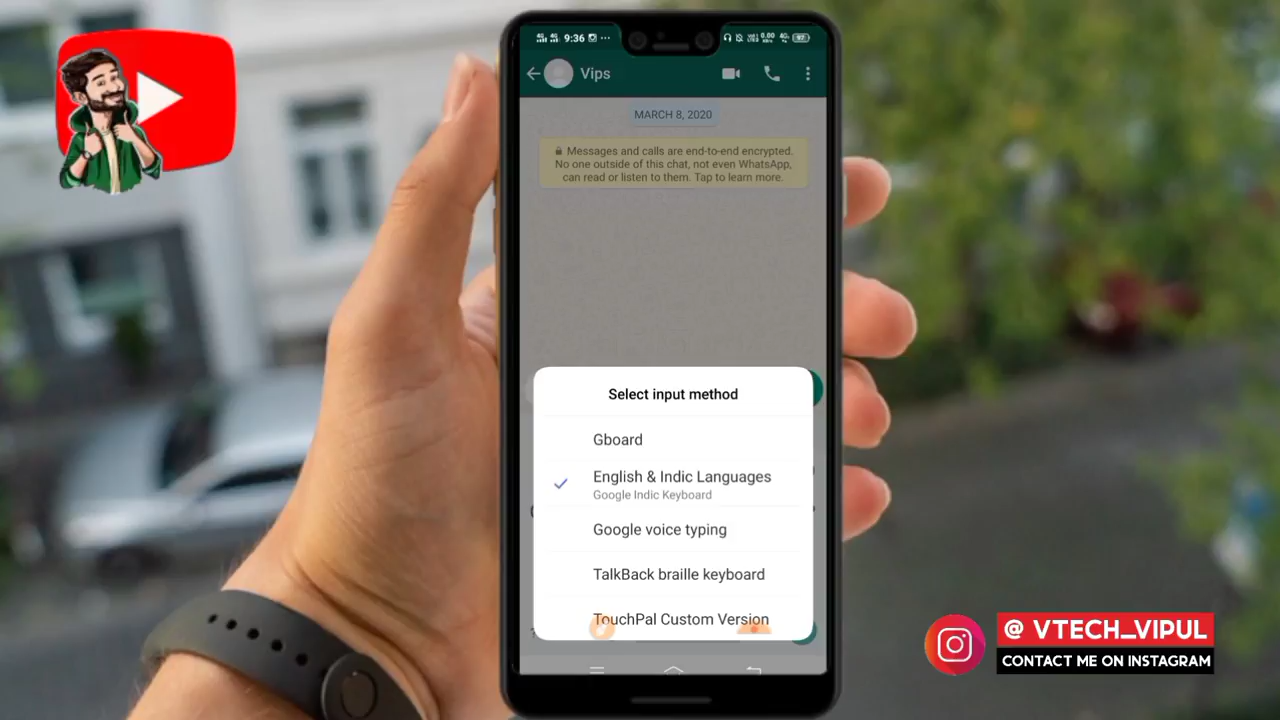 9:36
97
Vips
MARCH 8, 2020
Messages and calls are end-to-end encrypted.
No one outside of this chat, not even WhatsApp,
can read or listen to them. Tap to learn more.
Select input method
Gboard
English & Indic Languages
Google Indic Keyboard
Google voice typing
TalkBack braille keyboard
TouchPal Custom Version
@ VTECH_VIPUL
CONTACT ME ON INSTAGRAM